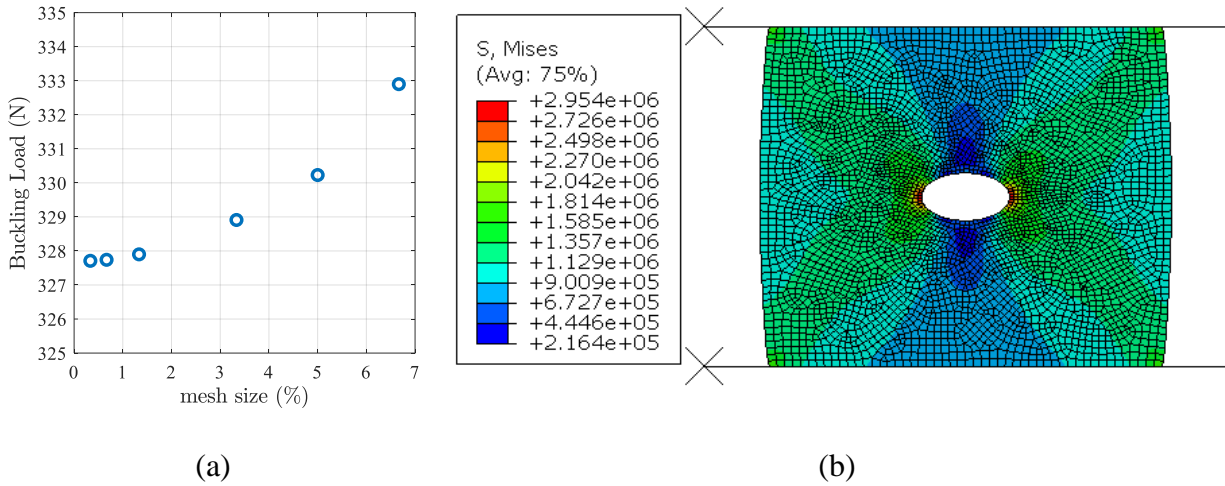 335
334
333
332
331
330
329
328
327
326
325
Buckling Load (N)
0 1 2 3 4 5 6 7
mesh size (%)
S, Mises
(Avg: 75%)
+2.954e+06
+2.726e+06
+2.498e+06
+2.270e+06
+2.042e+06
+1.814e+06
+1.585e+06
+1.357e+06
+1.129e+06
+9.009e+05
+6.727e+05
+4.446e+05
+2.164e+05
(a)
(b)